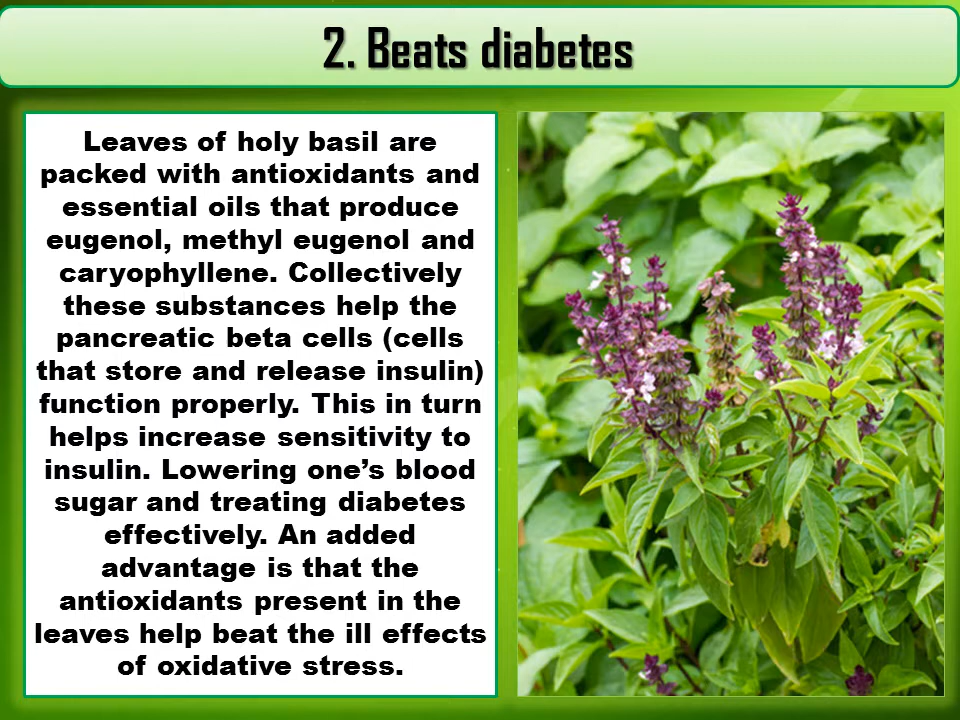 2. Beats diabetes
Leaves of holy basil are
packed with antioxidants and
essential oils that produce
eugenol, methyl eugenol and
caryophyllene. Collectively
these substances help the
pancreatic beta cells (cells
that store and release insulin)
function properly. This in turn
helps increase sensitivity to
insulin. Lowering one’s blood
sugar and treating diabetes
effectively. An added
advantage is that the
antioxidants present in the
leaves help beat the ill effects
of oxidative stress.